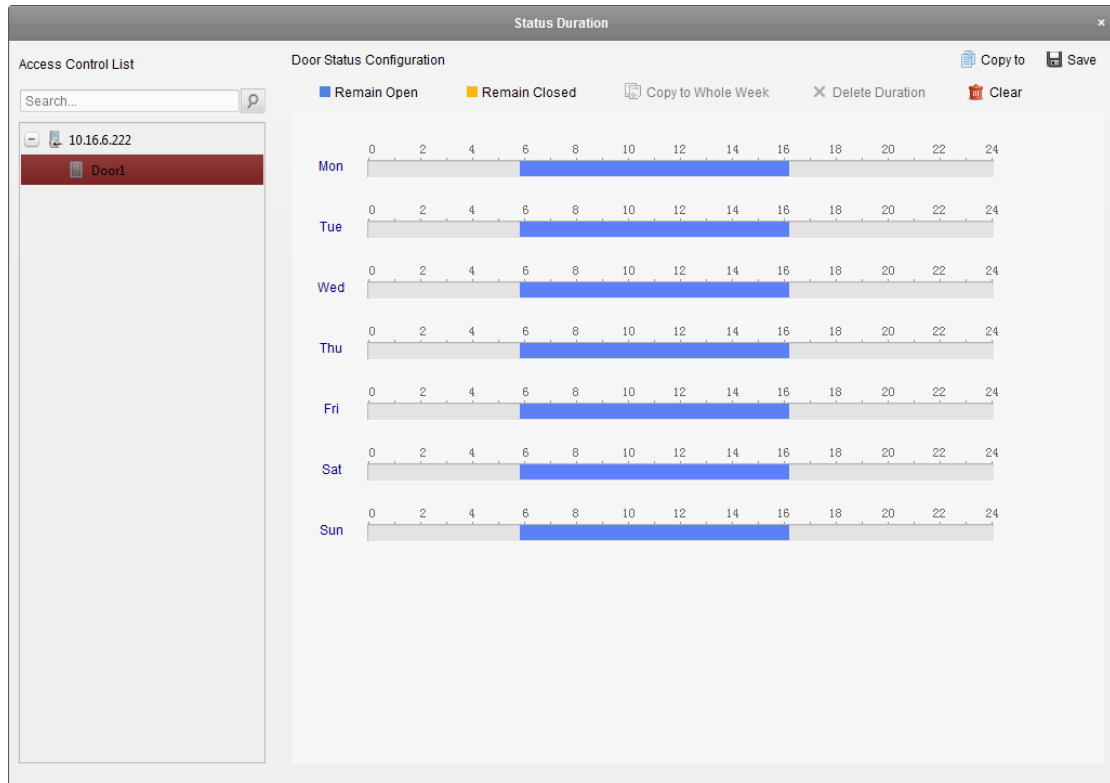 Status Duration
Access Control List
Door Status Configuration
Copy to
Save
Search...
Remain Open
Remain Closed
Copy to Whole Week
Delete Duration
Clear
10.16.6.222
Door1
0 2 4 6 8 10 12 14 16 18 20 22 24
Mon
0 2 4 6 8 10 12 14 16 18 20 22 24
Tue
0 2 4 6 8 10 12 14 16 18 20 22 24
Wed
0 2 4 6 8 10 12 14 16 18 20 22 24
Thu
0 2 4 6 8 10 12 14 16 18 20 22 24
Fri
0 2 4 6 8 10 12 14 16 18 20 22 24
Sat
0 2 4 6 8 10 12 14 16 18 20 22 24
Sun